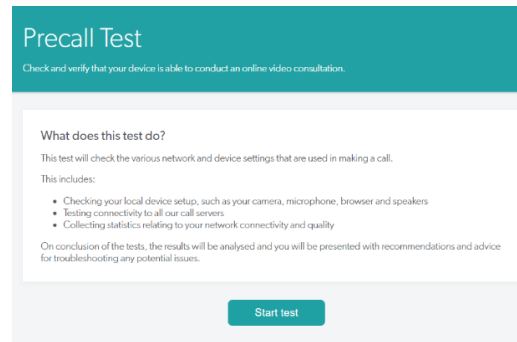 Precall Test
Check and verify that your device is able to conduct an online video consultation.
What does this test do?
This test will check the various network and device settings that are used in making a call.
This includes:
• Checking your local device setup, such as your camera, microphone, browser and speakers
• Testing connectivity to all our call servers
• Collecting statistics relating to your network connectivity and quality
On conclusion of the tests, the results will be analysed and you will be presented with recommendations and advice
for troubleshooting any potential issues.
Start test